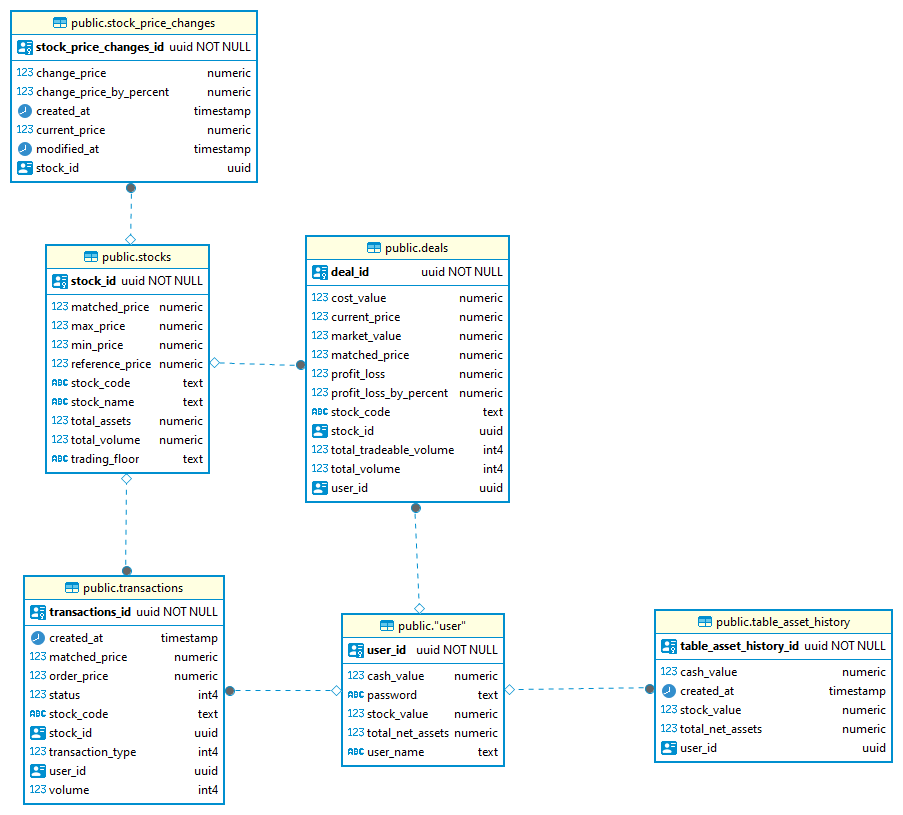 public.stock_price_changes
stock_price_changes_id uuid NOT NULL
123 change_price numeric
123 change_price_by_percent numeric
created_at timestamp
123 current_price numeric
modified_at timestamp
stock_id uuid
public.stocks
stock_id uuid NOT NULL
123 matched_price numeric
123 max_price numeric
123 min_price numeric
123 reference_price numeric
ABC stock_code text
ABC stock_name text
123 total_assets numeric
123 total_volume numeric
ABC trading_floor text
public.deals
deal_id uuid NOT NULL
123 cost_value numeric
123 current_price numeric
123 market_value numeric
123 matched_price numeric
123 profit_loss numeric
123 profit_loss_by_percent numeric
ABC stock_code text
stock_id uuid
123 total_tradeable_volume int4
123 total_volume int4
user_id uuid
public.transactions
transactions_id uuid NOT NULL
created_at timestamp
123 matched_price numeric
123 order_price numeric
123 status int4
ABC stock_code text
stock_id uuid
123 transaction_type int4
user_id uuid
123 volume int4
public."user"
user_id uuid NOT NULL
123 cash_value numeric
ABC password text
123 stock_value numeric
123 total_net_assets numeric
ABC user_name text
public.table_asset_history
table_asset_history_id uuid NOT NULL
123 cash_value numeric
created_at timestamp
123 stock_value numeric
123 total_net_assets numeric
user_id uuid